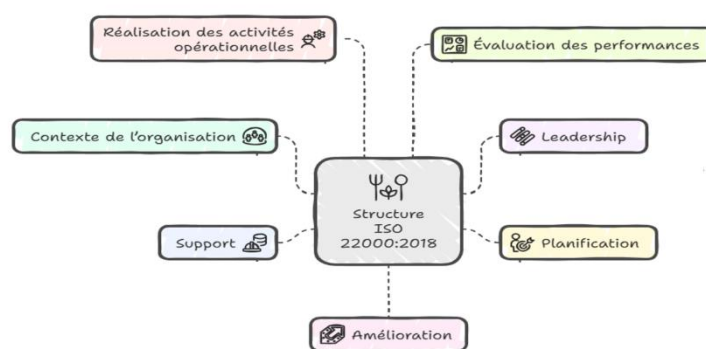 Réalisation des activités
opérationnelles
Évaluation des performances
Contexte de l'organisation
Leadership
Structure
ISO
22000:2018
Support
Planification
Amélioration